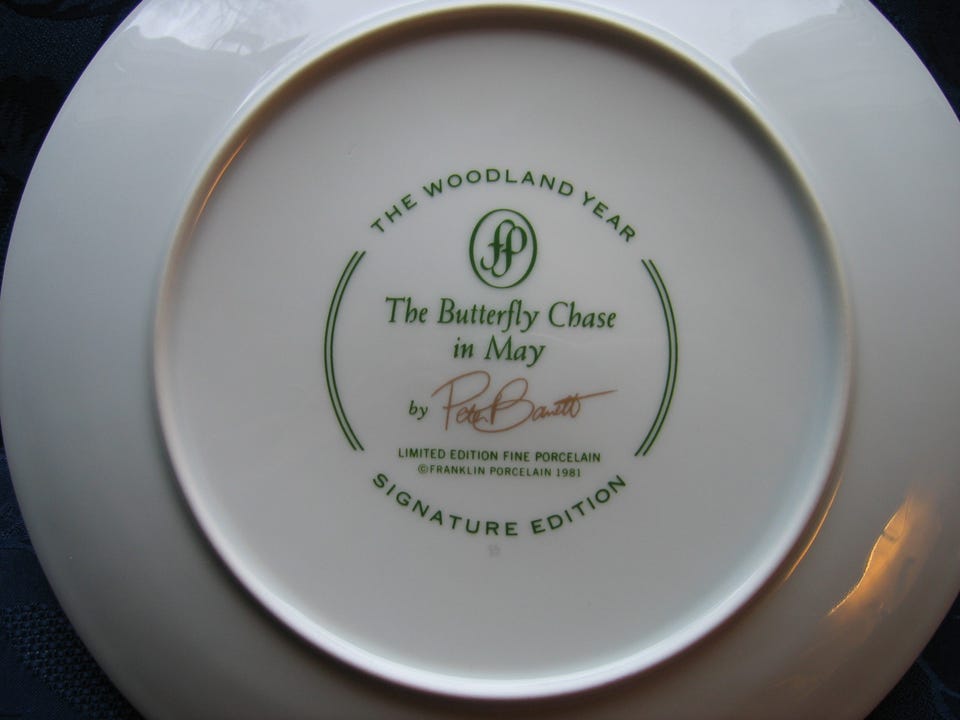 THE WOODLAND YEAR
fp
The Butterfly Chase
in May
by Peter Barrett
LIMITED EDITION FINE PORCELAIN
©FRANKLIN PORCELAIN 1981
SIGNATURE EDITION